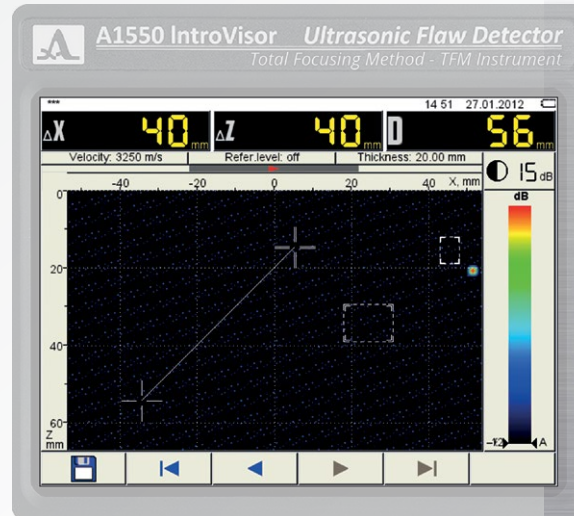 A1550 IntroVisor Ultrasonic Flaw Detector
Total Focusing Method - TFM Instrument
*** 14 51 27.01.2012
ΔX 40 mm ΔZ 40 mm D 56 mm
Velocity: 3250 m/s Refer.level: off Thickness: 20.00 mm
15 dB
-40 -20 0 20 40 X, mm
dB
0
20
40
60
Z
mm
A